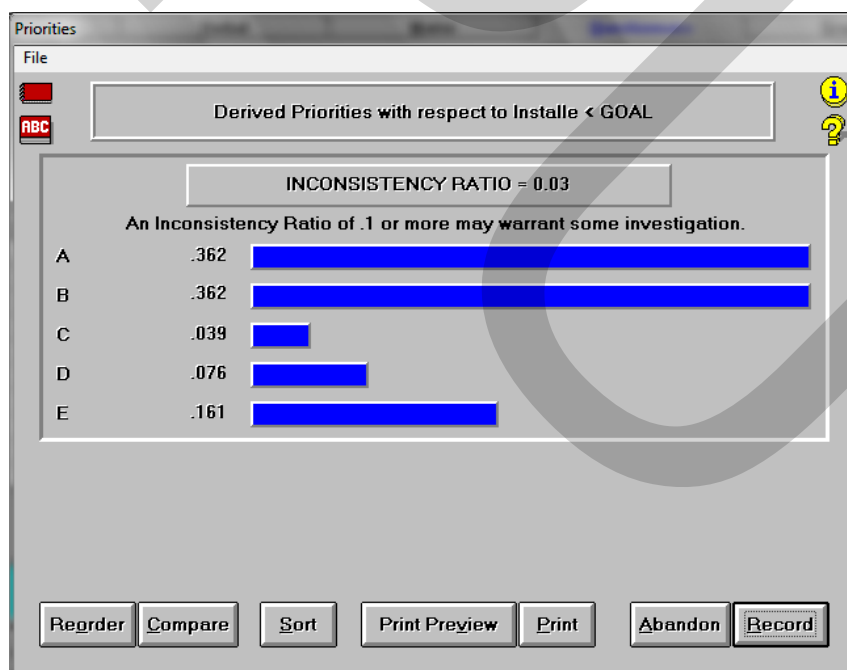 Priorities
File
ABC
Derived Priorities with respect to Installe < GOAL
INCONSISTENCY RATIO = 0.03
An Inconsistency Ratio of .1 or more may warrant some investigation.
A .362
B .362
C .039
D .076
E .161
Reorder Compare Sort Print Preview Print Abandon Record